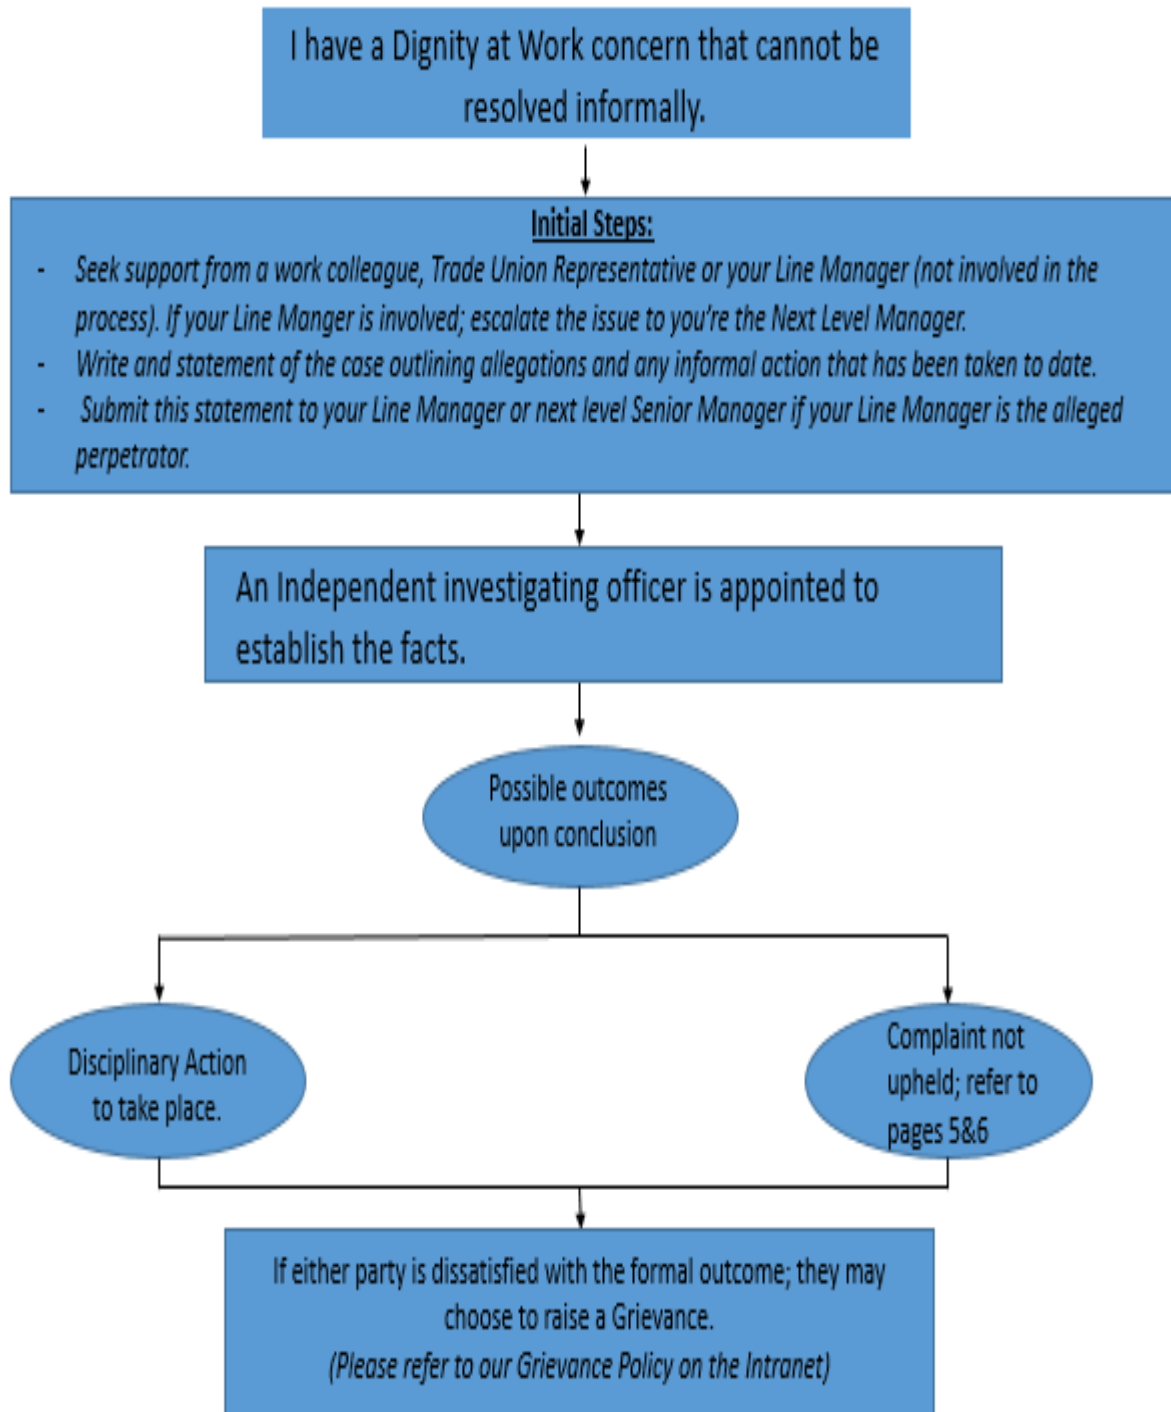 I have a Dignity at Work concern that cannot be
resolved informally.
Initial Steps:
- Seek support from a work colleague, Trade Union Representative or your Line Manager (not involved in the
process). If your Line Manger is involved; escalate the issue to you're the Next Level Manager.
- Write and statement of the case outlining allegations and any informal action that has been taken to date.
- Submit this statement to your Line Manager or next level Senior Manager if your Line Manager is the alleged
perpetrator.
An Independent investigating officer is appointed to
establish the facts.
Possible outcomes
upon conclusion
Disciplinary Action
to take place.
Complaint not
upheld; refer to
pages 5&6
If either party is dissatisfied with the formal outcome; they may
choose to raise a Grievance.
(Please refer to our Grievance Policy on the Intranet)